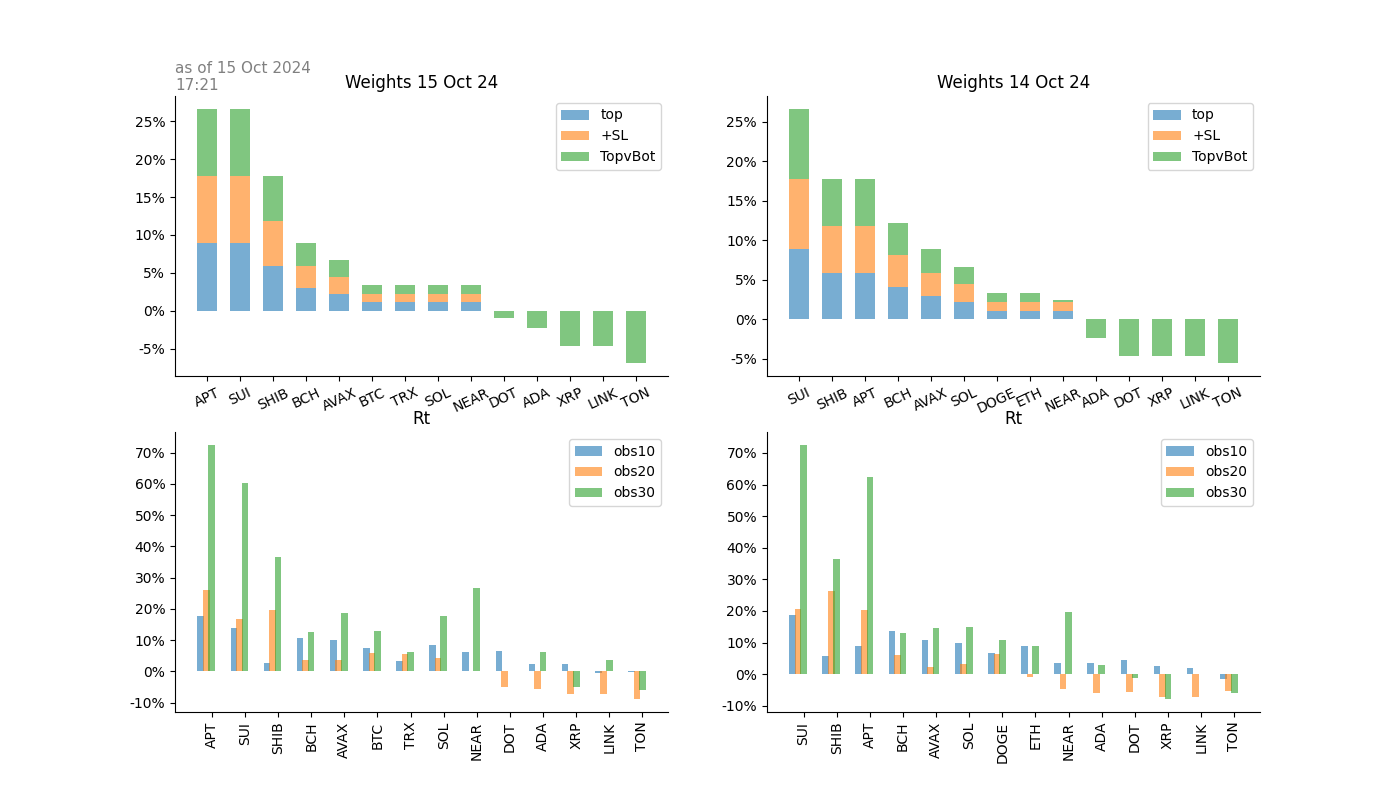 as of 15 Oct 2024
17:21
Weights 15 Oct 24
25%
20%
15%
10%
5%
0%
-5%
top
+SL
TopvBot
APT SUI SHIB BCH AVAX BTC TRX SOL NEAR DOT ADA XRP LINK TON
Weights 14 Oct 24
25%
20%
15%
10%
5%
0%
-5%
top
+SL
TopvBot
SUI SHIB APT BCH AVAX SOL DOGE ETH NEAR ADA DOT XRP LINK TON
Rt
70%
60%
50%
40%
30%
20%
10%
0%
-10%
obs10
obs20
obs30
APT SUI SHIB BCH AVAX BTC TRX SOL NEAR DOT ADA XRP LINK TON
Rt
70%
60%
50%
40%
30%
20%
10%
0%
-10%
obs10
obs20
obs30
SUI SHIB APT BCH AVAX SOL DOGE ETH NEAR ADA DOT XRP LINK TON